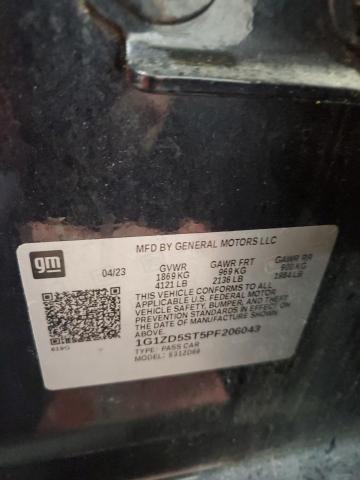 MFD BY GENERAL MOTORS LLC
gm
04/23
GVWR GAWR FRT GAWR RR
1869 KG 969 KG 900 KG
4121 LB 2136 LB 1984 LB
THIS VEHICLE CONFORMS TO ALL
APPLICABLE U.S. FEDERAL MOTOR
VEHICLE SAFETY, BUMPER, AND THEFT
PREVENTION STANDARDS IN EFFECT ON
THE DATE OF MANUFACTURE SHOWN
ABOVE.
1G1ZD5ST5PF206043
TYPE: PASS CAR
MODEL: